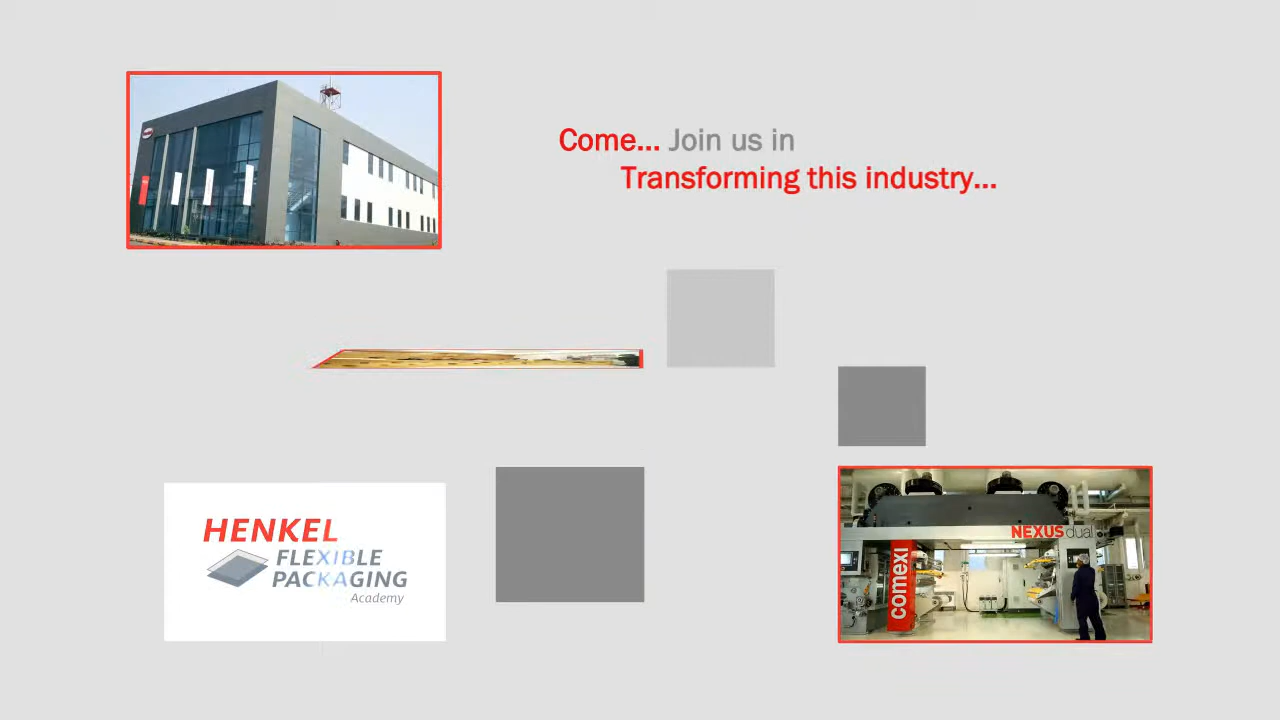 Come... Join us in
Transforming this industry...
HENKEL
FLEXIBLE
PACKAGING
Academy
NEXUS dual
comexi